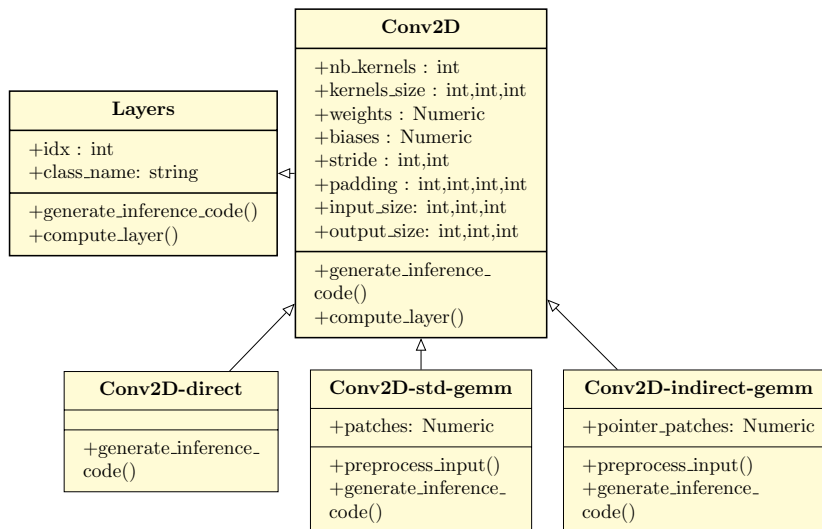 Conv2D
+nb_kernels : int
+kernels_size : int,int,int
+weights : Numeric
+biases : Numeric
+stride : int,int
+padding : int,int,int,int
+input_size: int,int,int
+output_size: int,int,int
+generate_inference_
code()
+compute_layer()
Layers
+idx : int
+class_name: string
+generate_inference_code()
+compute_layer()
Conv2D-direct
+generate_inference_
code()
Conv2D-std-gemm
+patches: Numeric
+preprocess_input()
+generate_inference_
code()
Conv2D-indirect-gemm
+pointer_patches: Numeric
+preprocess_input()
+generate_inference_
code()